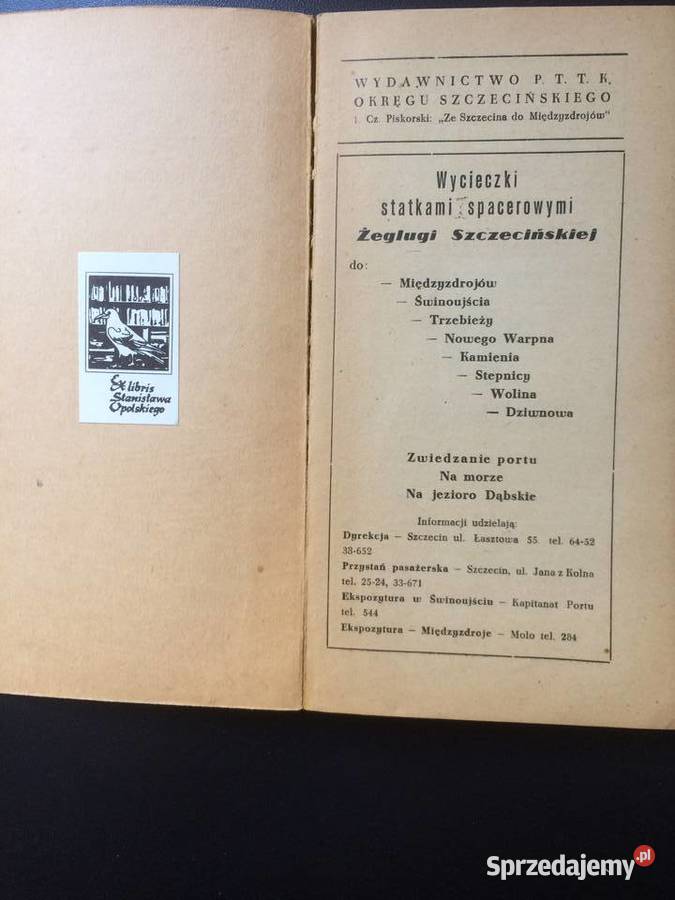 Ex libris
Stanisława
Opolskiego
WYDAWNICTWO P. T. T. K.
OKRĘGU SZCZECIŃSKIEGO
1. Cz. Piskorski: „Ze Szczecina do Międzyzdrojów"
Wycieczki
statkami spacerowymi
Żeglugi Szczecińskiej
do:
— Międzyzdrojów
— Świnoujścia
— Trzebieży
— Nowego Warpna
— Kamienia
— Stepnicy
— Wolina
— Dziwnowa
Zwiedzanie portu
Na morze
Na jezioro Dąbskie
Informacji udzielają:
Dyrekcja — Szczecin ul. Łasztowa 55 tel. 64-52
38-652
Przystań pasażerska — Szczecin, ul. Jana z Kolna
tel. 25-24, 33-671
Ekspozytura w Świnoujściu — Kapitanat Portu
tel. 544
Ekspozytura — Międzyzdroje — Molo tel. 284
Sprzedajemy.pl